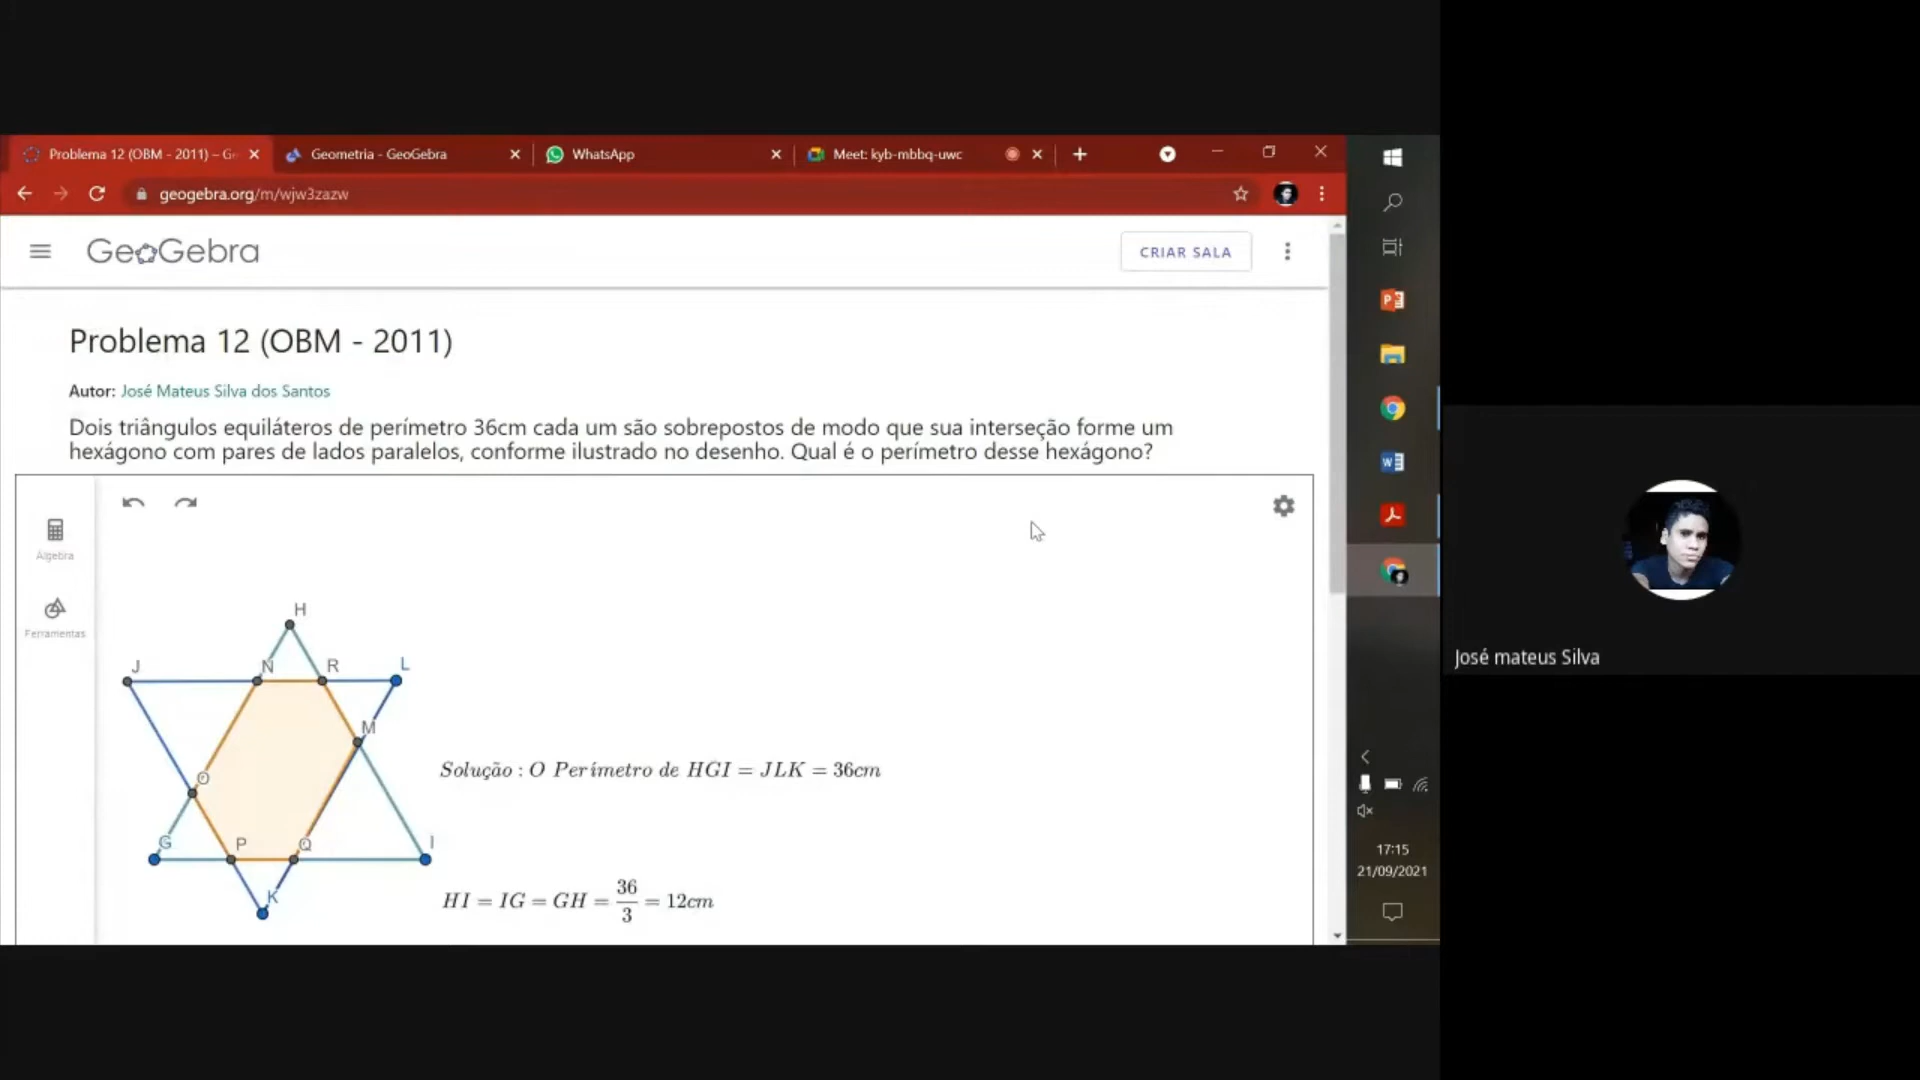 Problema 12 (OBM - 2011) – G
Geometria - GeoGebra
WhatsApp
Meet: kyb-mbbq-uwc
geogebra.org/m/wjw3zazw
GeoGebra
CRIAR SALA
Problema 12 (OBM - 2011)
Autor: José Mateus Silva dos Santos
Dois triângulos equiláteros de perímetro 36cm cada um são sobrepostos de modo que sua interseção forme um
hexágono com pares de lados paralelos, conforme ilustrado no desenho. Qual é o perímetro desse hexágono?
Álgebra
Ferramentas
H
J
N
R
L
M
O
G
P
Q
I
K
Solução : O Perímetro de HGI = JLK = 36cm
HI = IG = GH = 36/3 = 12cm
17:15
21/09/2021
José mateus Silva